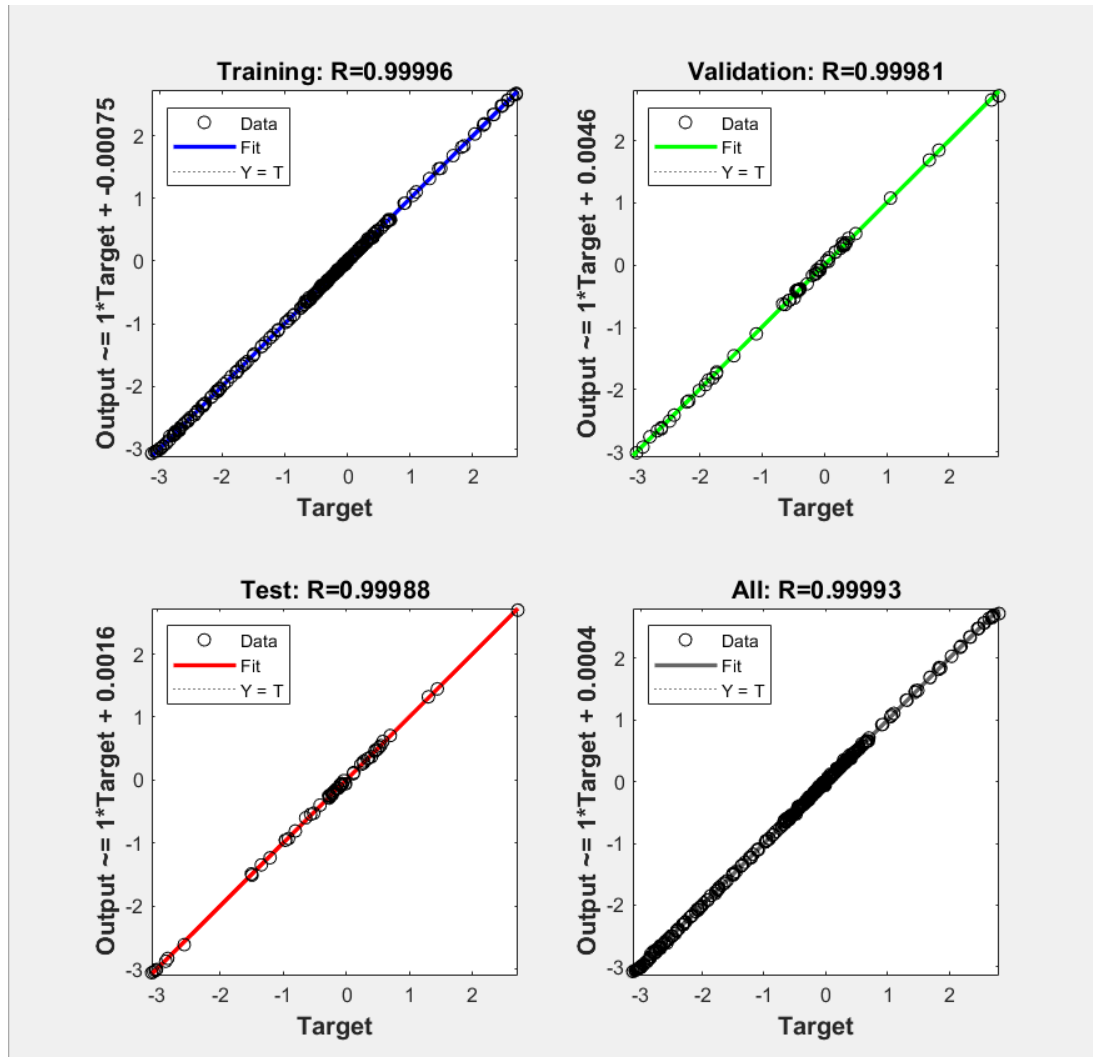 Training: R=0.99996
Output ~= 1*Target + -0.00075
Data
Fit
Y = T
2
1
0
-1
-2
-3
-3 -2 -1 0 1 2
Target
Validation: R=0.99981
Output ~= 1*Target + 0.0046
Data
Fit
Y = T
2
1
0
-1
-2
-3
-3 -2 -1 0 1 2
Target
Test: R=0.99988
Output ~= 1*Target + 0.0016
Data
Fit
Y = T
2
1
0
-1
-2
-3
-3 -2 -1 0 1 2
Target
All: R=0.99993
Output ~= 1*Target + 0.0004
Data
Fit
Y = T
2
1
0
-1
-2
-3
-3 -2 -1 0 1 2
Target